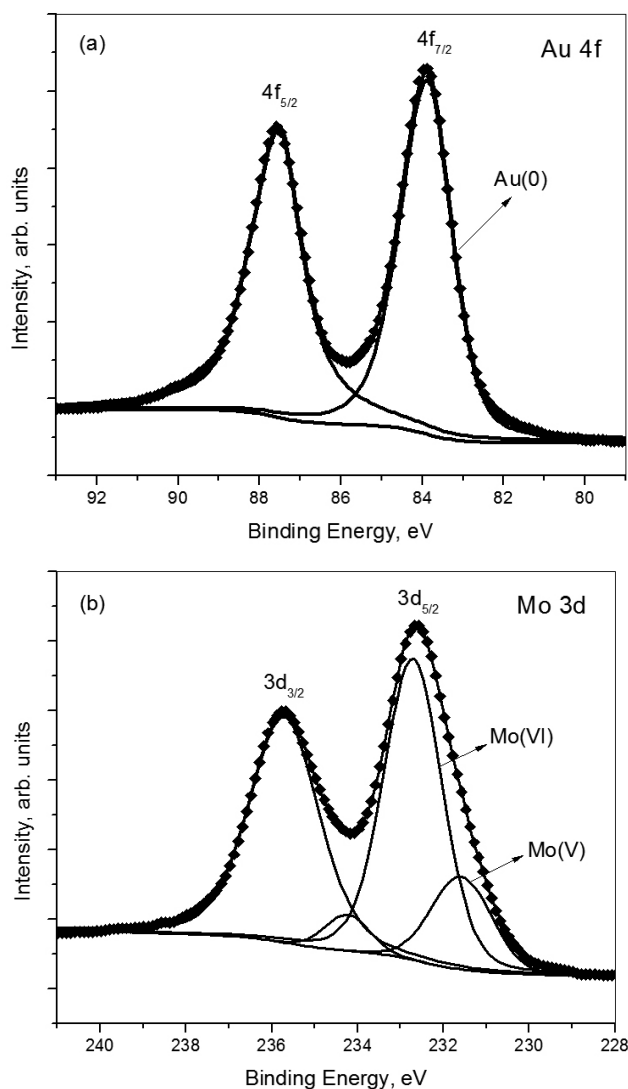 (a)
4f7/2
Au 4f
4f5/2
Au(0)
Intensity, arb. units
92 90 88 86 84 82 80
Binding Energy, eV
(b)
3d5/2
Mo 3d
3d3/2
Mo(VI)
Mo(V)
Intensity, arb. units
240 238 236 234 232 230 228
Binding Energy, eV